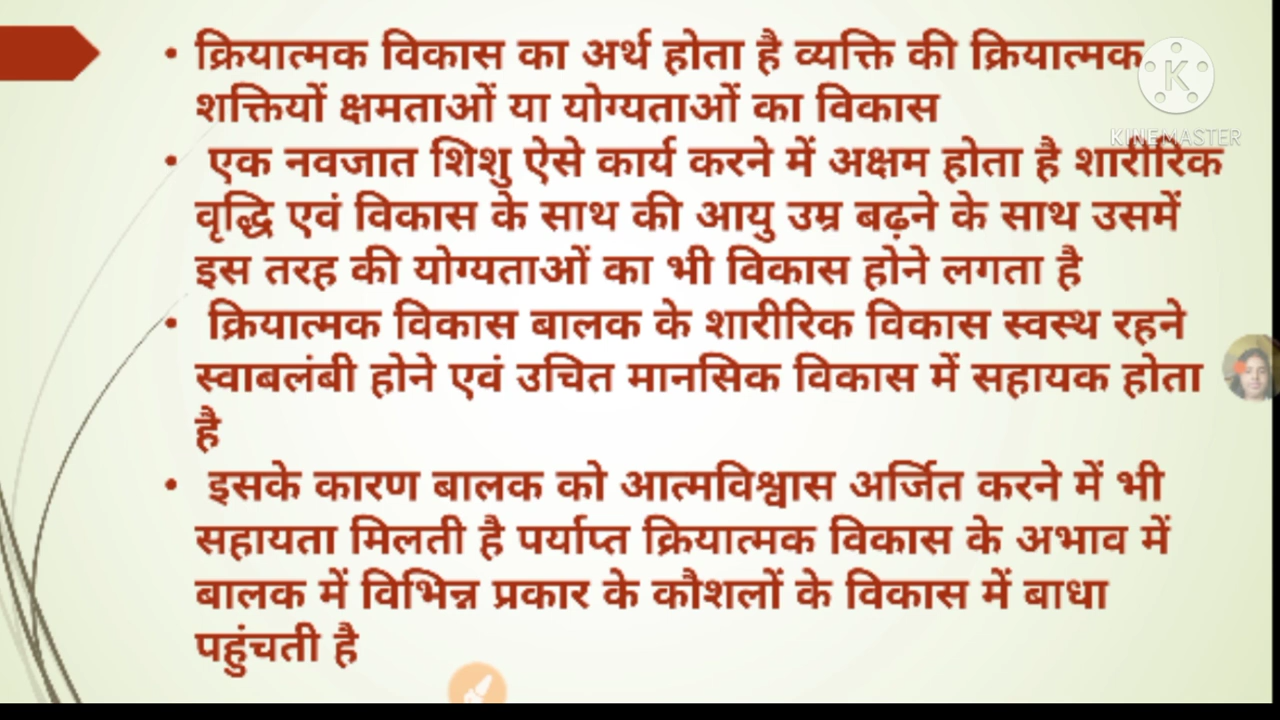 • क्रियात्मक विकास का अर्थ होता है व्यक्ति की क्रियात्मक
शक्तियों क्षमताओं या योग्यताओं का विकास
• एक नवजात शिशु ऐसे कार्य करने में अक्षम होता है शारीरिक
वृद्धि एवं विकास के साथ की आयु उम्र बढ़ने के साथ उसमें
इस तरह की योग्यताओं का भी विकास होने लगता है
• क्रियात्मक विकास बालक के शारीरिक विकास स्वस्थ रहने
स्वाबलंबी होने एवं उचित मानसिक विकास में सहायक होता
है
• इसके कारण बालक को आत्मविश्वास अर्जित करने में भी
सहायता मिलती है पर्याप्त क्रियात्मक विकास के अभाव में
बालक में विभिन्न प्रकार के कौशलों के विकास में बाधा
पहुंचती है
K
KINEMASTER